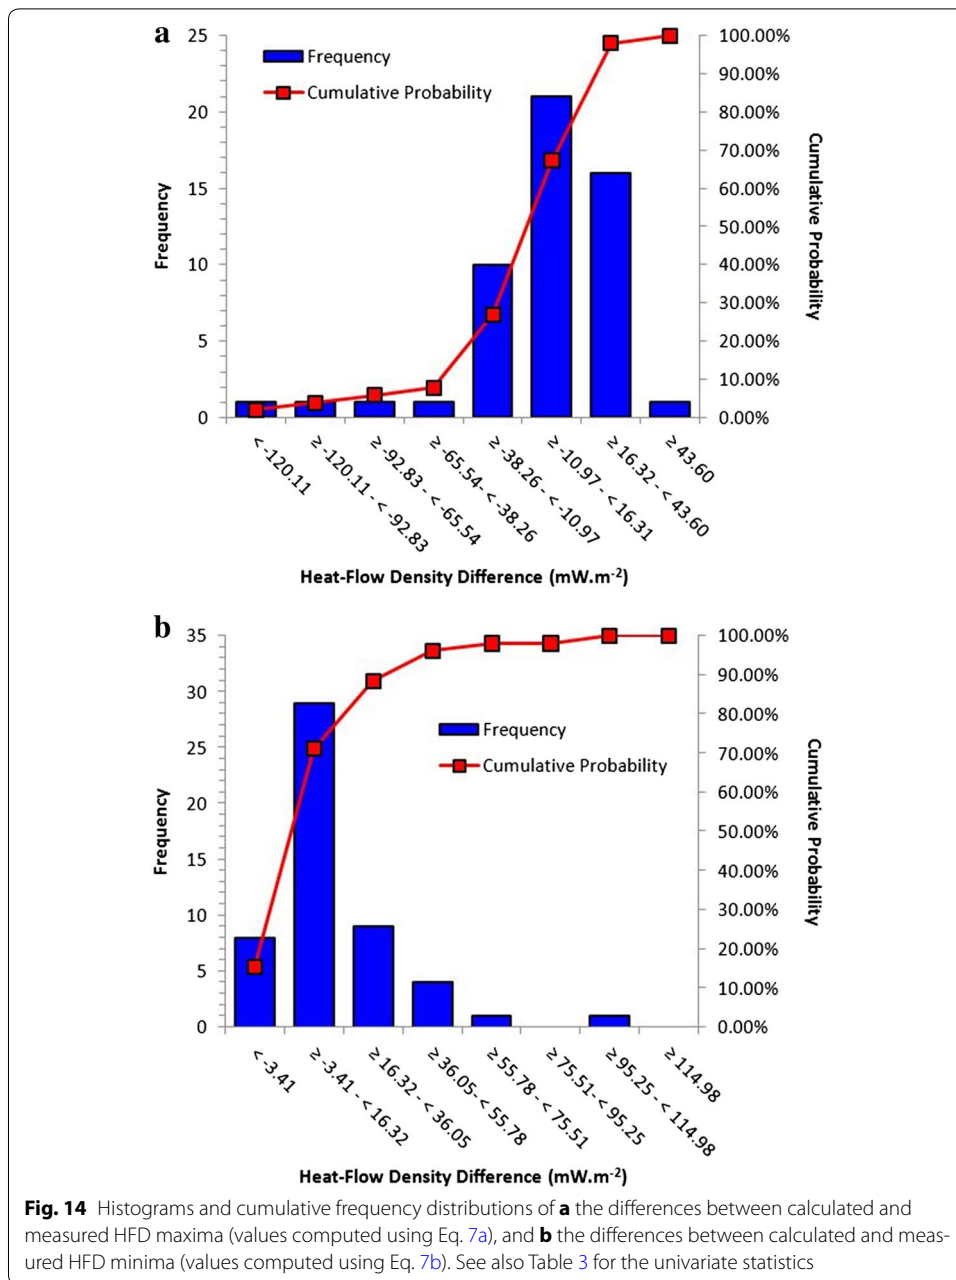 a
25
20
15
10
5
0
Frequency
Frequency
Cumulative Probability
100.00%
90.00%
80.00%
70.00%
60.00%
50.00%
40.00%
30.00%
20.00%
10.00%
0.00%
Cumulative Probability
< -120.11
≥ -120.11 - < -92.83
≥ -92.83 - < -65.54
≥ -65.54- < -38.26
≥ -38.26 - < -10.97
≥ -10.97 - < 16.31
≥ 16.32 - < 43.60
≥ 43.60
Heat-Flow Density Difference (mW.m-2)
b
35
30
25
20
15
10
5
0
Frequency
Frequency
Cumulative Probability
100.00%
90.00%
80.00%
70.00%
60.00%
50.00%
40.00%
30.00%
20.00%
10.00%
0.00%
Cumulative Probability
< -3.41
≥ -3.41 - < 16.32
≥ 16.32 - < 36.05
≥ 36.05- < 55.78
≥ 55.78 - < 75.51
≥ 75.51- < 95.25
≥ 95.25 - < 114.98
≥ 114.98
Heat-Flow Density Difference (mW.m-2)
Fig. 14 Histograms and cumulative frequency distributions of a the differences between calculated and
measured HFD maxima (values computed using Eq. 7a), and b the differences between calculated and meas-
ured HFD minima (values computed using Eq. 7b). See also Table 3 for the univariate statistics